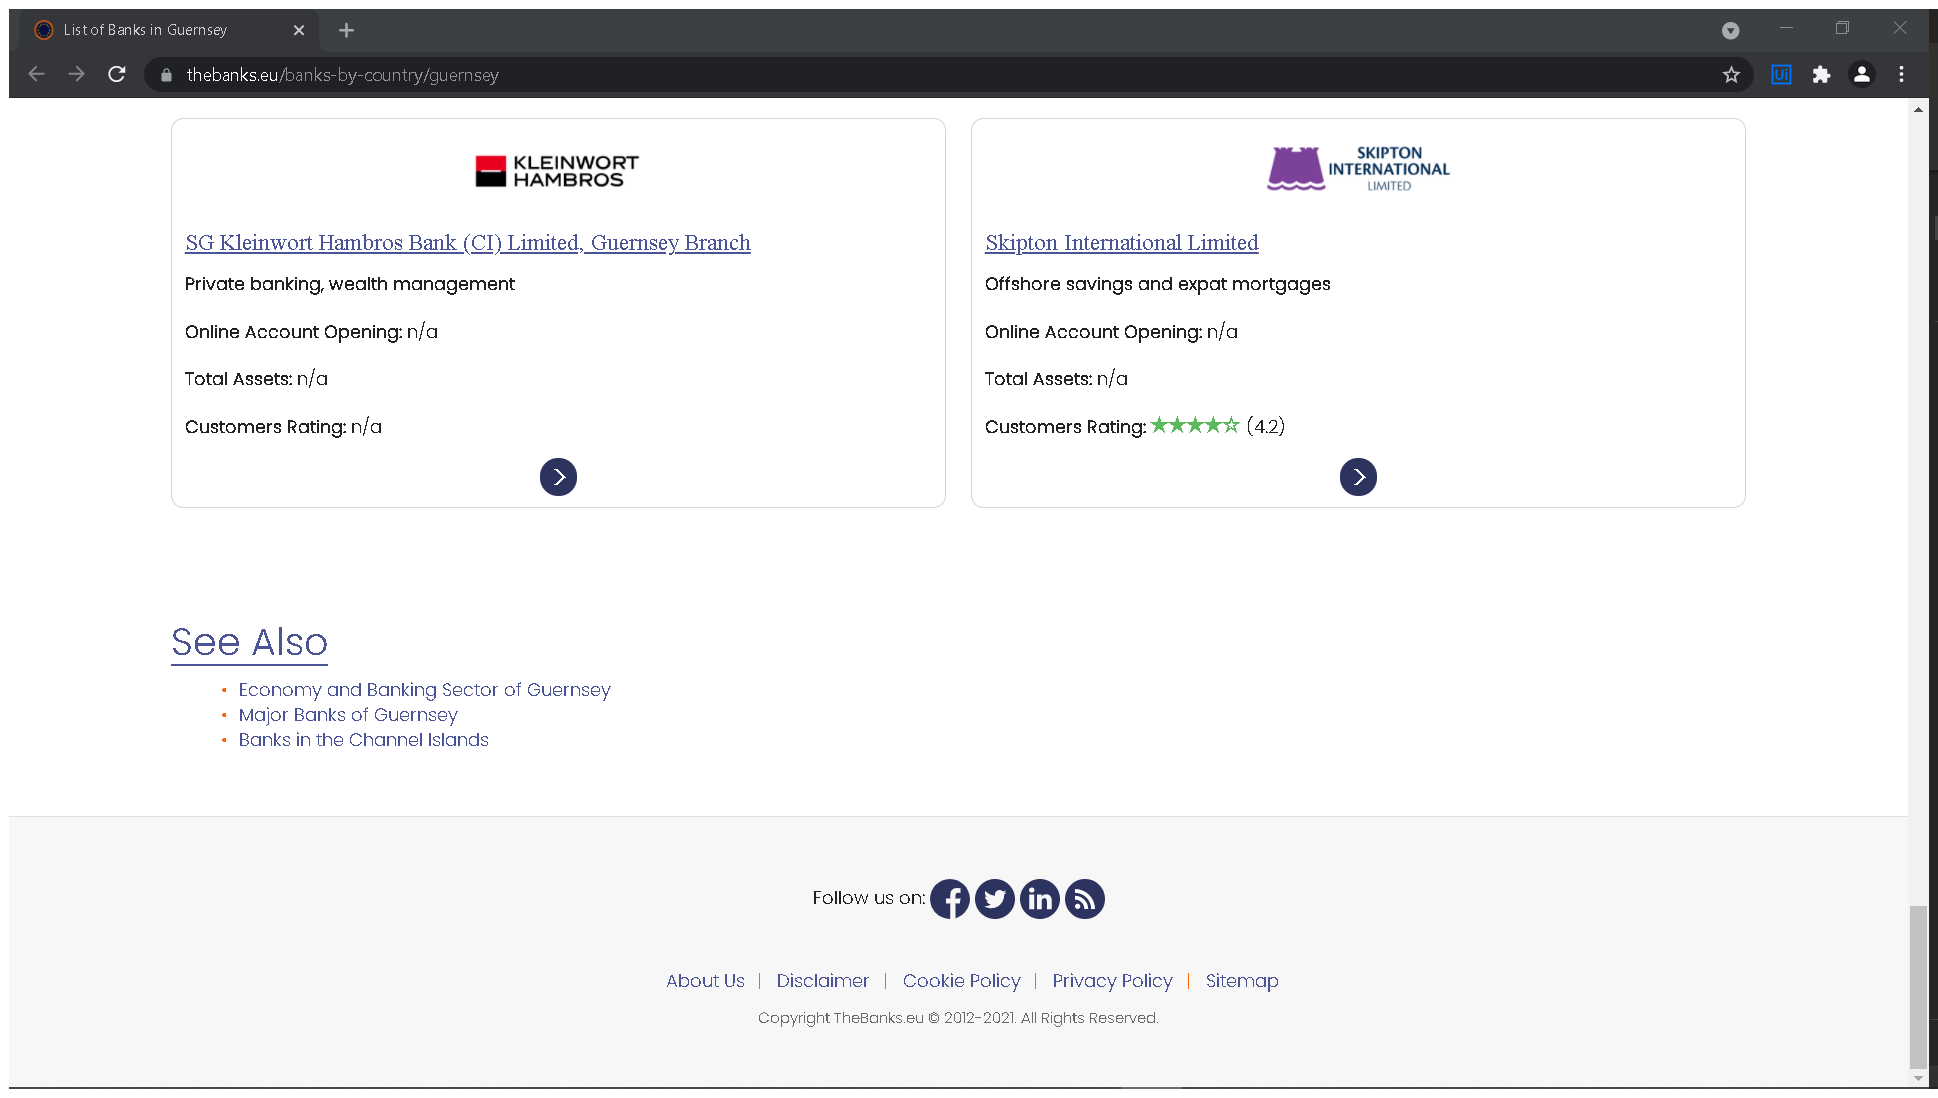 List of Banks in Guernsey
thebanks.eu/banks-by-country/guernsey
Ui
KLEINWORT
HAMBROS
SG Kleinwort Hambros Bank (CI) Limited, Guernsey Branch
Private banking, wealth management
Online Account Opening: n/a
Total Assets: n/a
Customers Rating: n/a
SKIPTON
INTERNATIONAL
LIMITED
Skipton International Limited
Offshore savings and expat mortgages
Online Account Opening: n/a
Total Assets: n/a
Customers Rating: ★★★★☆ (4.2)
See Also
• Economy and Banking Sector of Guernsey
• Major Banks of Guernsey
• Banks in the Channel Islands
Follow us on:
About Us | Disclaimer | Cookie Policy | Privacy Policy | Sitemap
Copyright TheBanks.eu © 2012-2021. All Rights Reserved.